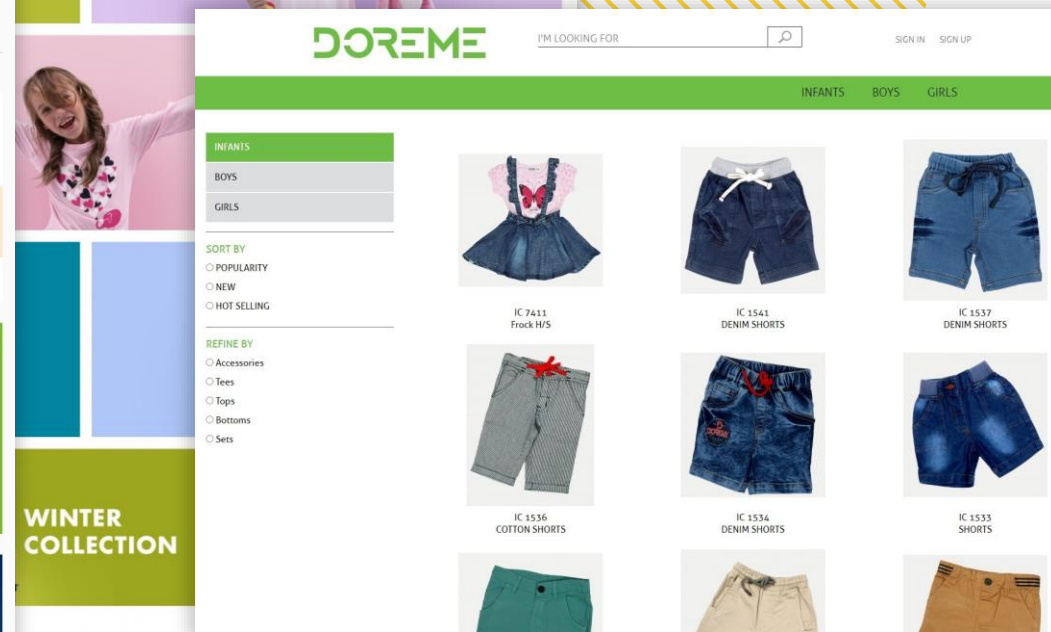 DOREME
I'M LOOKING FOR
SIGN IN SIGN UP
INFANTS BOYS GIRLS
INFANTS
BOYS
GIRLS
SORT BY
POPULARITY
NEW
HOT SELLING
REFINE BY
Accessories
Tees
Tops
Bottoms
Sets
IC 7411
Frock H/S
IC 1541
DENIM SHORTS
IC 1537
DENIM SHORTS
IC 1536
COTTON SHORTS
IC 1534
DENIM SHORTS
IC 1533
SHORTS
WINTER
COLLECTION